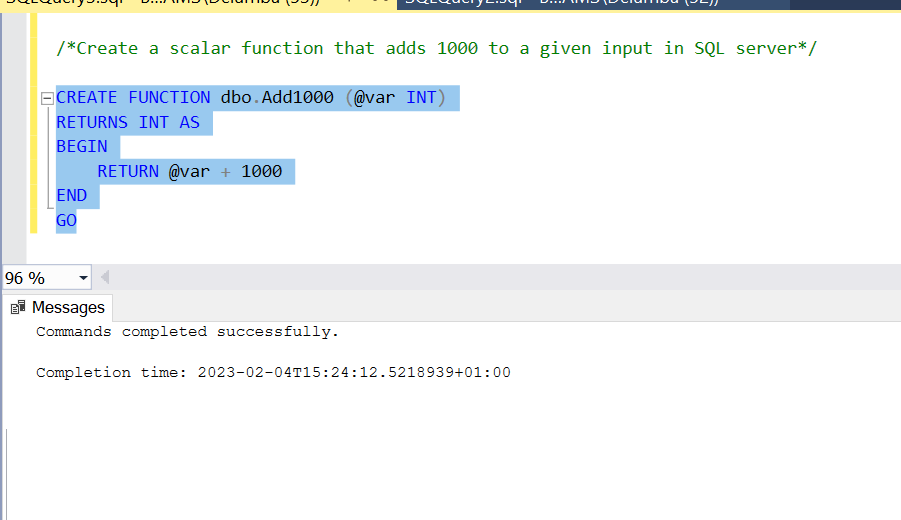 /*Create a scalar function that adds 1000 to a given input in SQL server*/
CREATE FUNCTION dbo.Add1000 (@var INT)
RETURNS INT AS
BEGIN
    RETURN @var + 1000
END
GO
96 %
Messages
Commands completed successfully.
Completion time: 2023-02-04T15:24:12.5218939+01:00